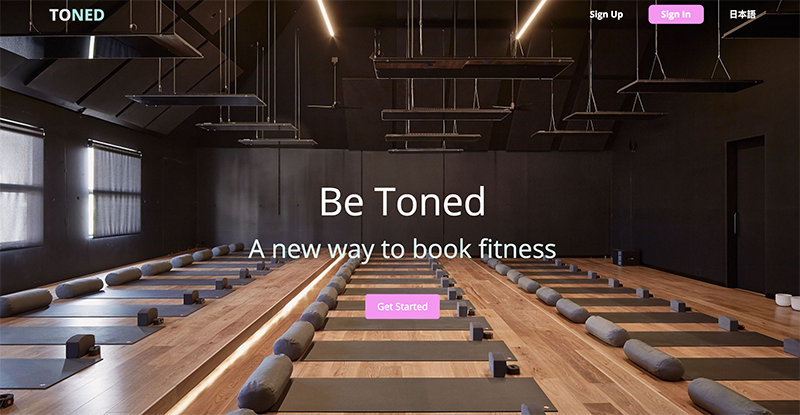 TONED
Sign Up
Sign In
日本語
Be Toned
A new way to book fitness
Get Started